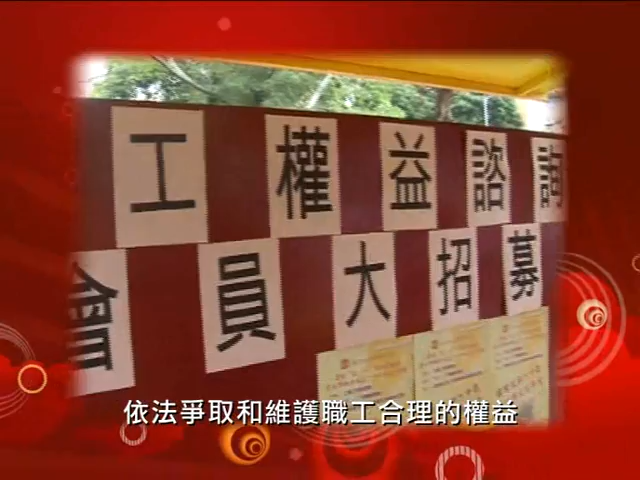 工權益諮詢
會員大招募
依法爭取和維護職工合理的權益